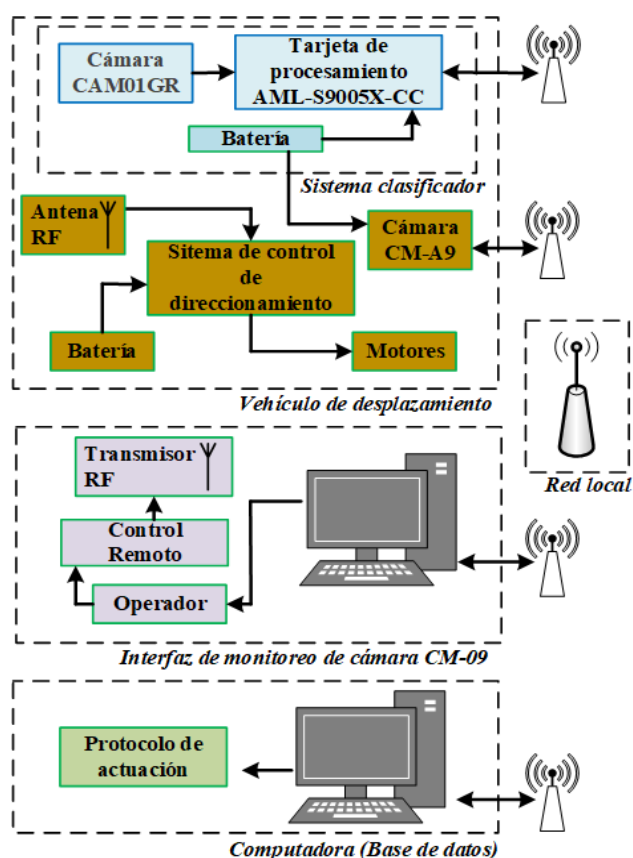 Cámara
CAM01GR
Tarjeta de
procesamiento
AML-S9005X-CC
Batería
Sistema clasificador
Antena
RF
Sitema de control
de
direccionamiento
Cámara
CM-A9
Batería
Motores
Vehículo de desplazamiento
Red local
Transmisor
RF
Control
Remoto
Operador
Interfaz de monitoreo de cámara CM-09
Protocolo de
actuación
Computadora (Base de datos)